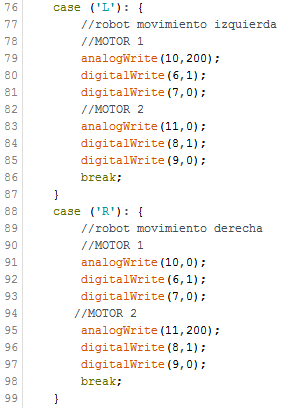 76 case ('L'): {
77 //robot movimiento izquierda
78 //MOTOR 1
79 analogWrite(10,200);
80 digitalWrite(6,1);
81 digitalWrite(7,0);
82 //MOTOR 2
83 analogWrite(11,0);
84 digitalWrite(8,1);
85 digitalWrite(9,0);
86 break;
87 }
88 case ('R'): {
89 //robot movimiento derecha
90 //MOTOR 1
91 analogWrite(10,0);
92 digitalWrite(6,1);
93 digitalWrite(7,0);
94 //MOTOR 2
95 analogWrite(11,200);
96 digitalWrite(8,1);
97 digitalWrite(9,0);
98 break;
99 }